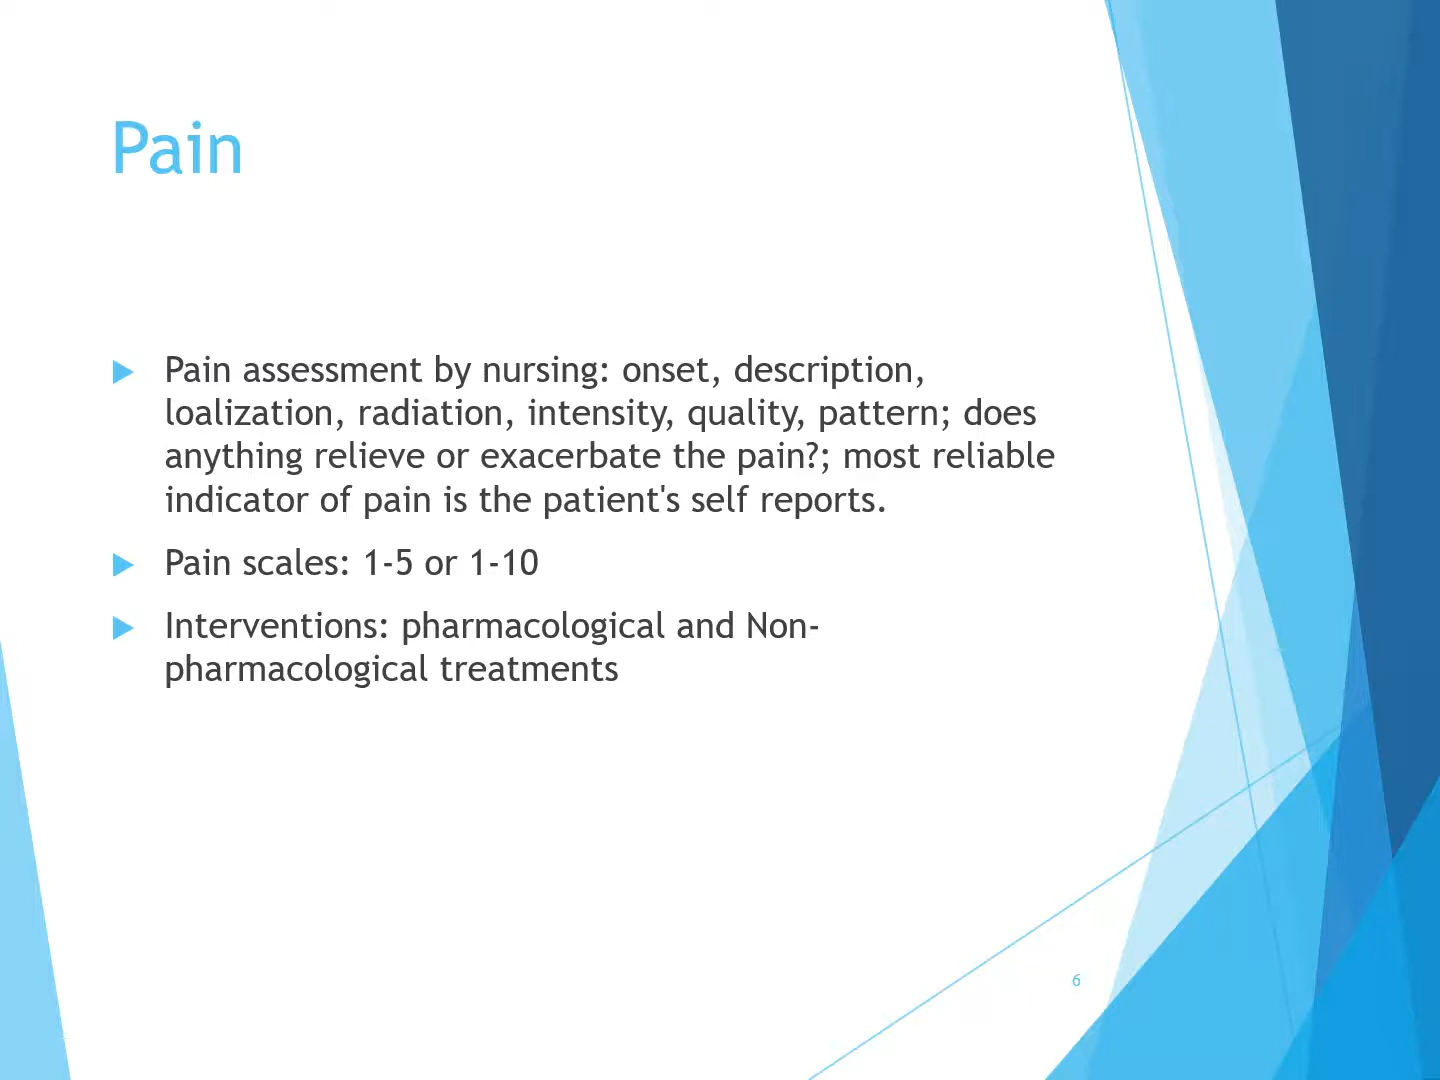 Pain
Pain assessment by nursing: onset, description,
loalization, radiation, intensity, quality, pattern; does
anything relieve or exacerbate the pain?; most reliable
indicator of pain is the patient's self reports.
Pain scales: 1-5 or 1-10
Interventions: pharmacological and Non-
pharmacological treatments
6